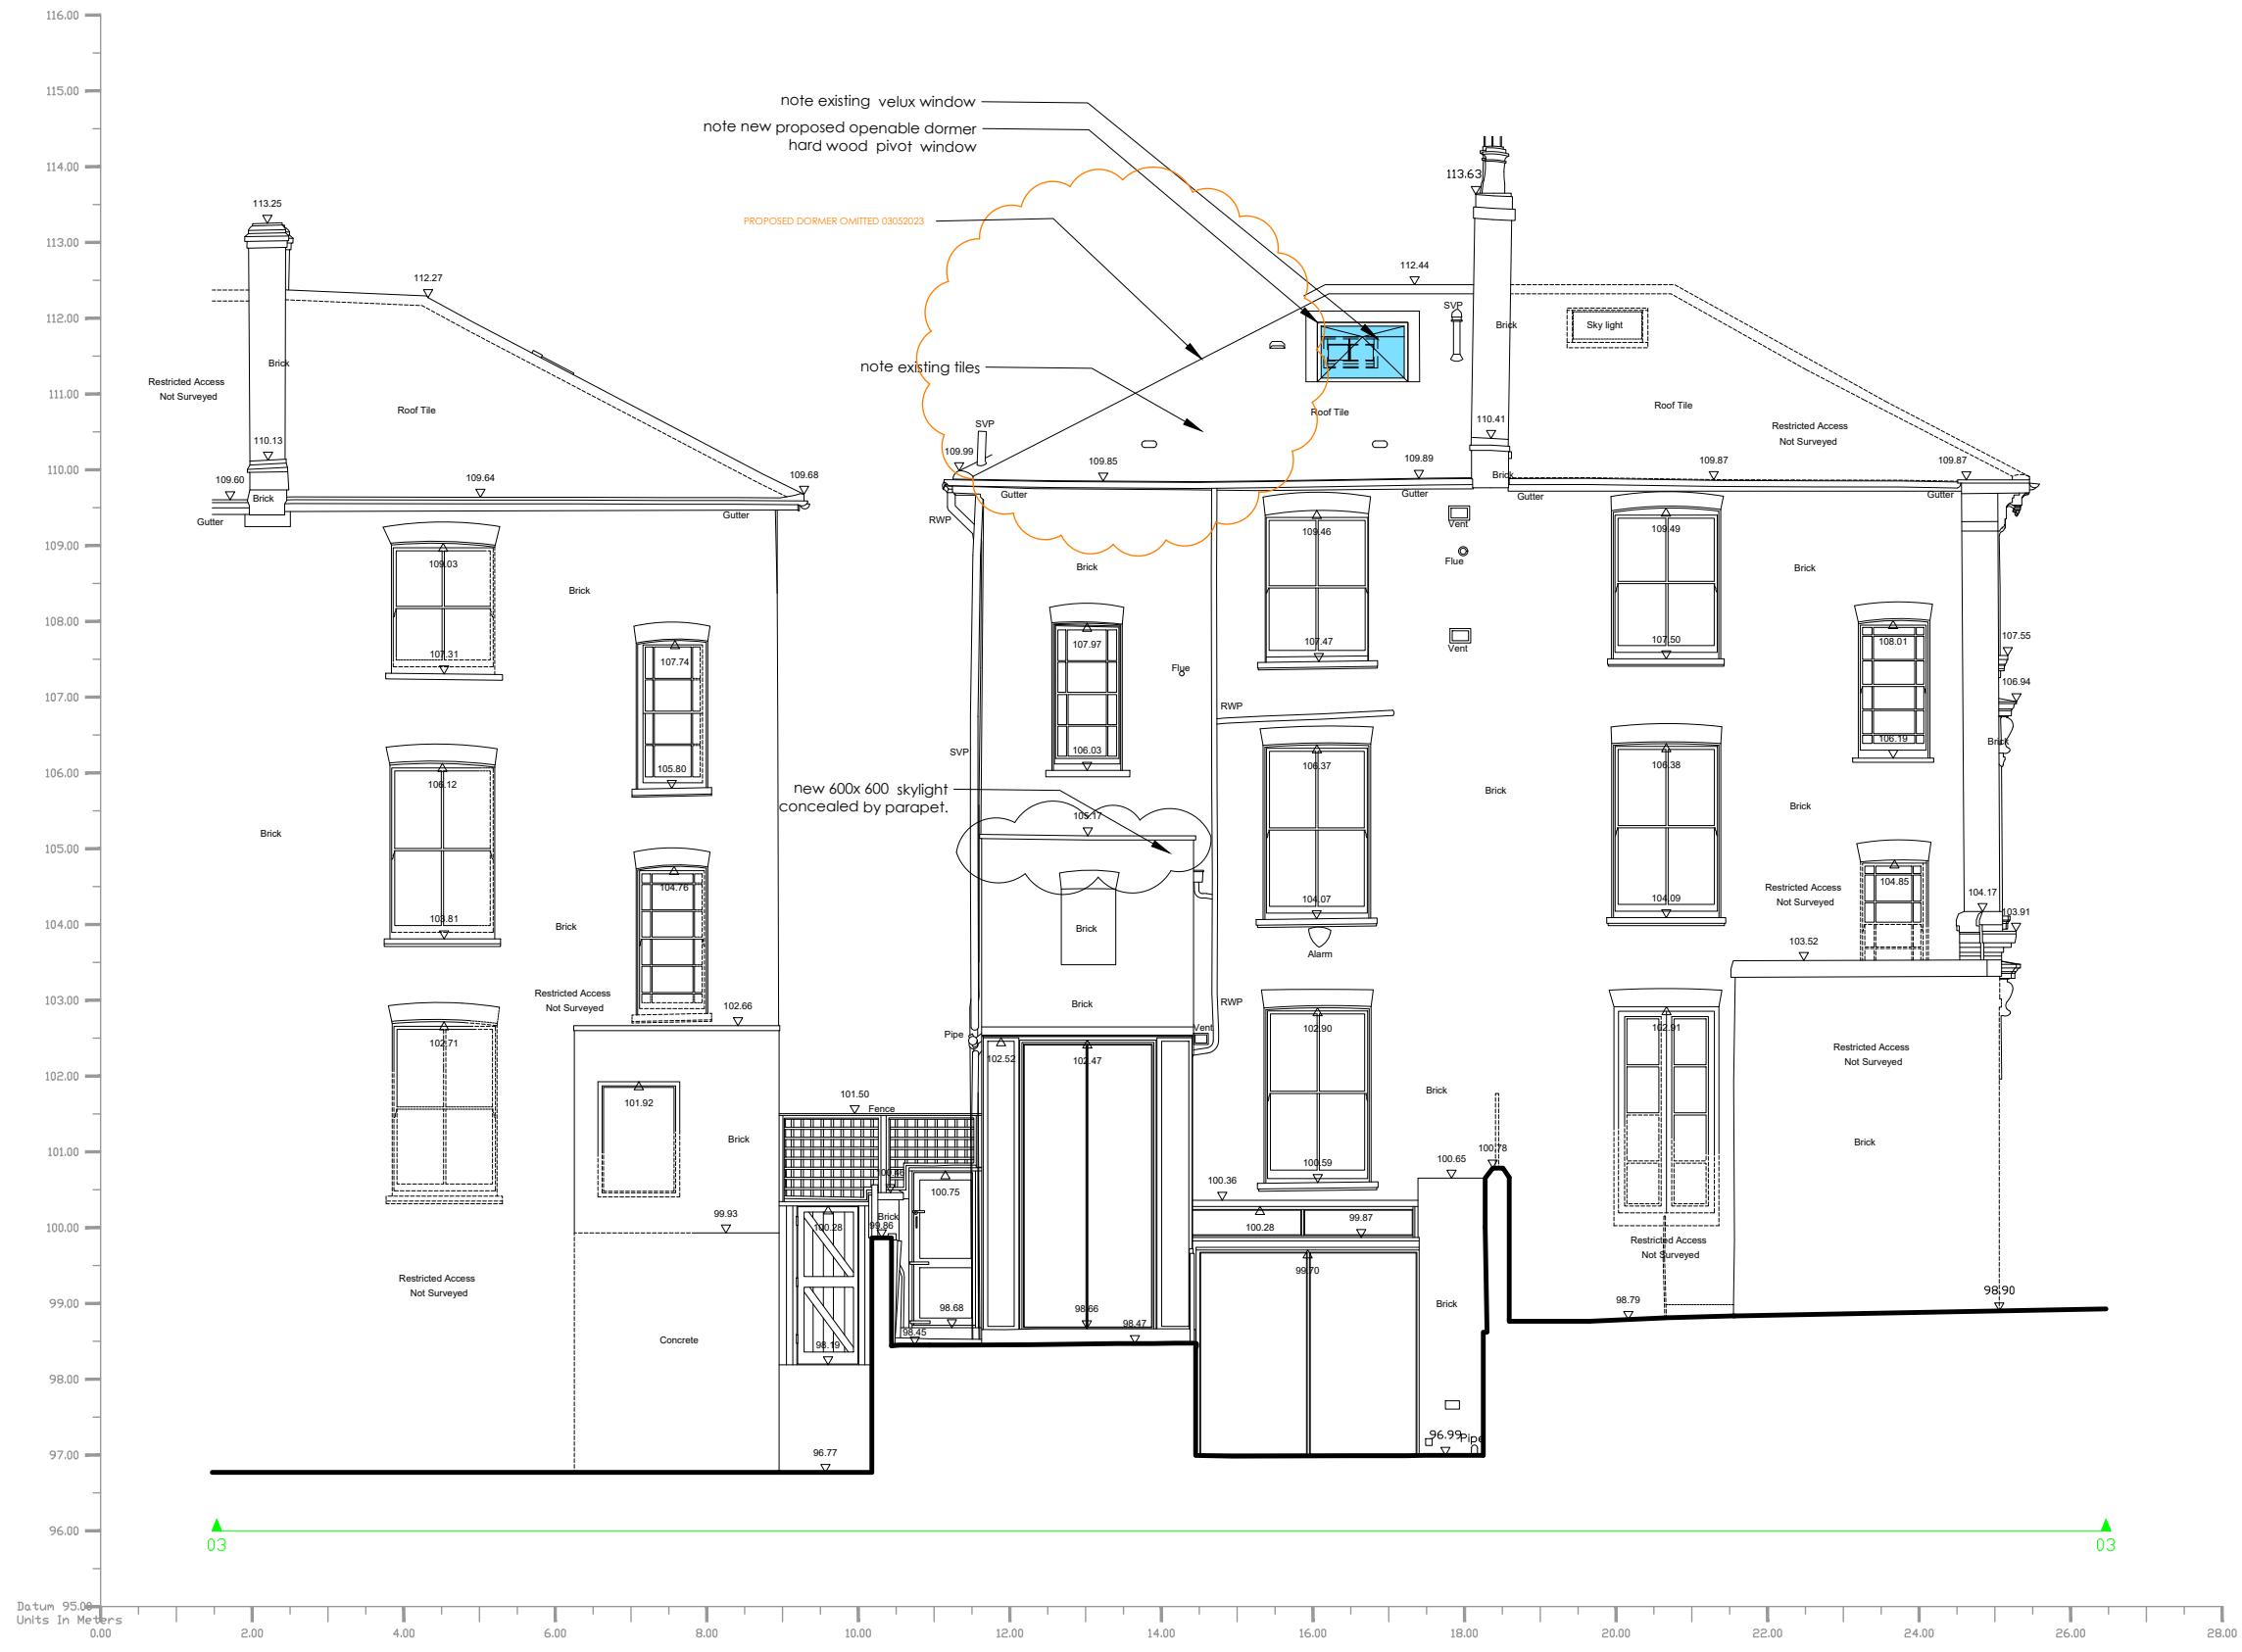 116.00
115.00
note existing velux window
note new proposed openable dormer
hard wood pivot window
114.00
113.63
113.25
PROPOSED DORMER OMITTED 03052023
113.00
112.27
112.44
SVP
112.00
Brick
Sky light
Brick
note existing tiles
Restricted Access
Not Surveyed
111.00
Roof Tile
Roof Tile
Roof Tile
SVP
110.41
Restricted Access
Not Surveyed
110.13
109.99
110.00
109.60
109.64
109.68
109.85
109.89
Brick
109.87
109.87
Brick
Gutter
Gutter
Gutter
Gutter
Gutter
Gutter
RWP
Vent
109.46
109.49
109.00
109.03
Brick
Flue
Brick
Brick
108.00
107.97
107.47
107.50
108.01
107.55
107.31
107.74
Flue
Vent
107.00
106.94
RWP
SVP
106.03
106.19
Brick
106.00
106.12
105.80
106.37
106.38
new 600x 600 skylight
concealed by parapet.
Brick
Brick
105.17
Brick
105.00
104.76
104.85
Restricted Access
Not Surveyed
104.07
104.09
104.17
103.81
103.91
104.00
Brick
Brick
Alarm
103.52
Restricted Access
Not Surveyed
103.00
102.66
Brick
RWP
102.71
Pipe
Vent
102.90
102.91
102.52
102.47
Restricted Access
Not Surveyed
102.00
101.92
101.50
Fence
Brick
Brick
Brick
101.00
100.78
100.65
100.75
100.59
100.36
Brick
100.00
99.93
100.28
99.86
100.28
99.87
Restricted Access
Not Surveyed
Restricted Access
Not Surveyed
99.70
99.00
98.68
98.66
98.47
Brick
98.79
98.90
98.45
98.19
Concrete
98.00
97.00
96.77
96.99
Pipe
96.00
03
03
Datum 95.00
Units In Meters
0.00
2.00
4.00
6.00
8.00
10.00
12.00
14.00
16.00
18.00
20.00
22.00
24.00
26.00
28.00